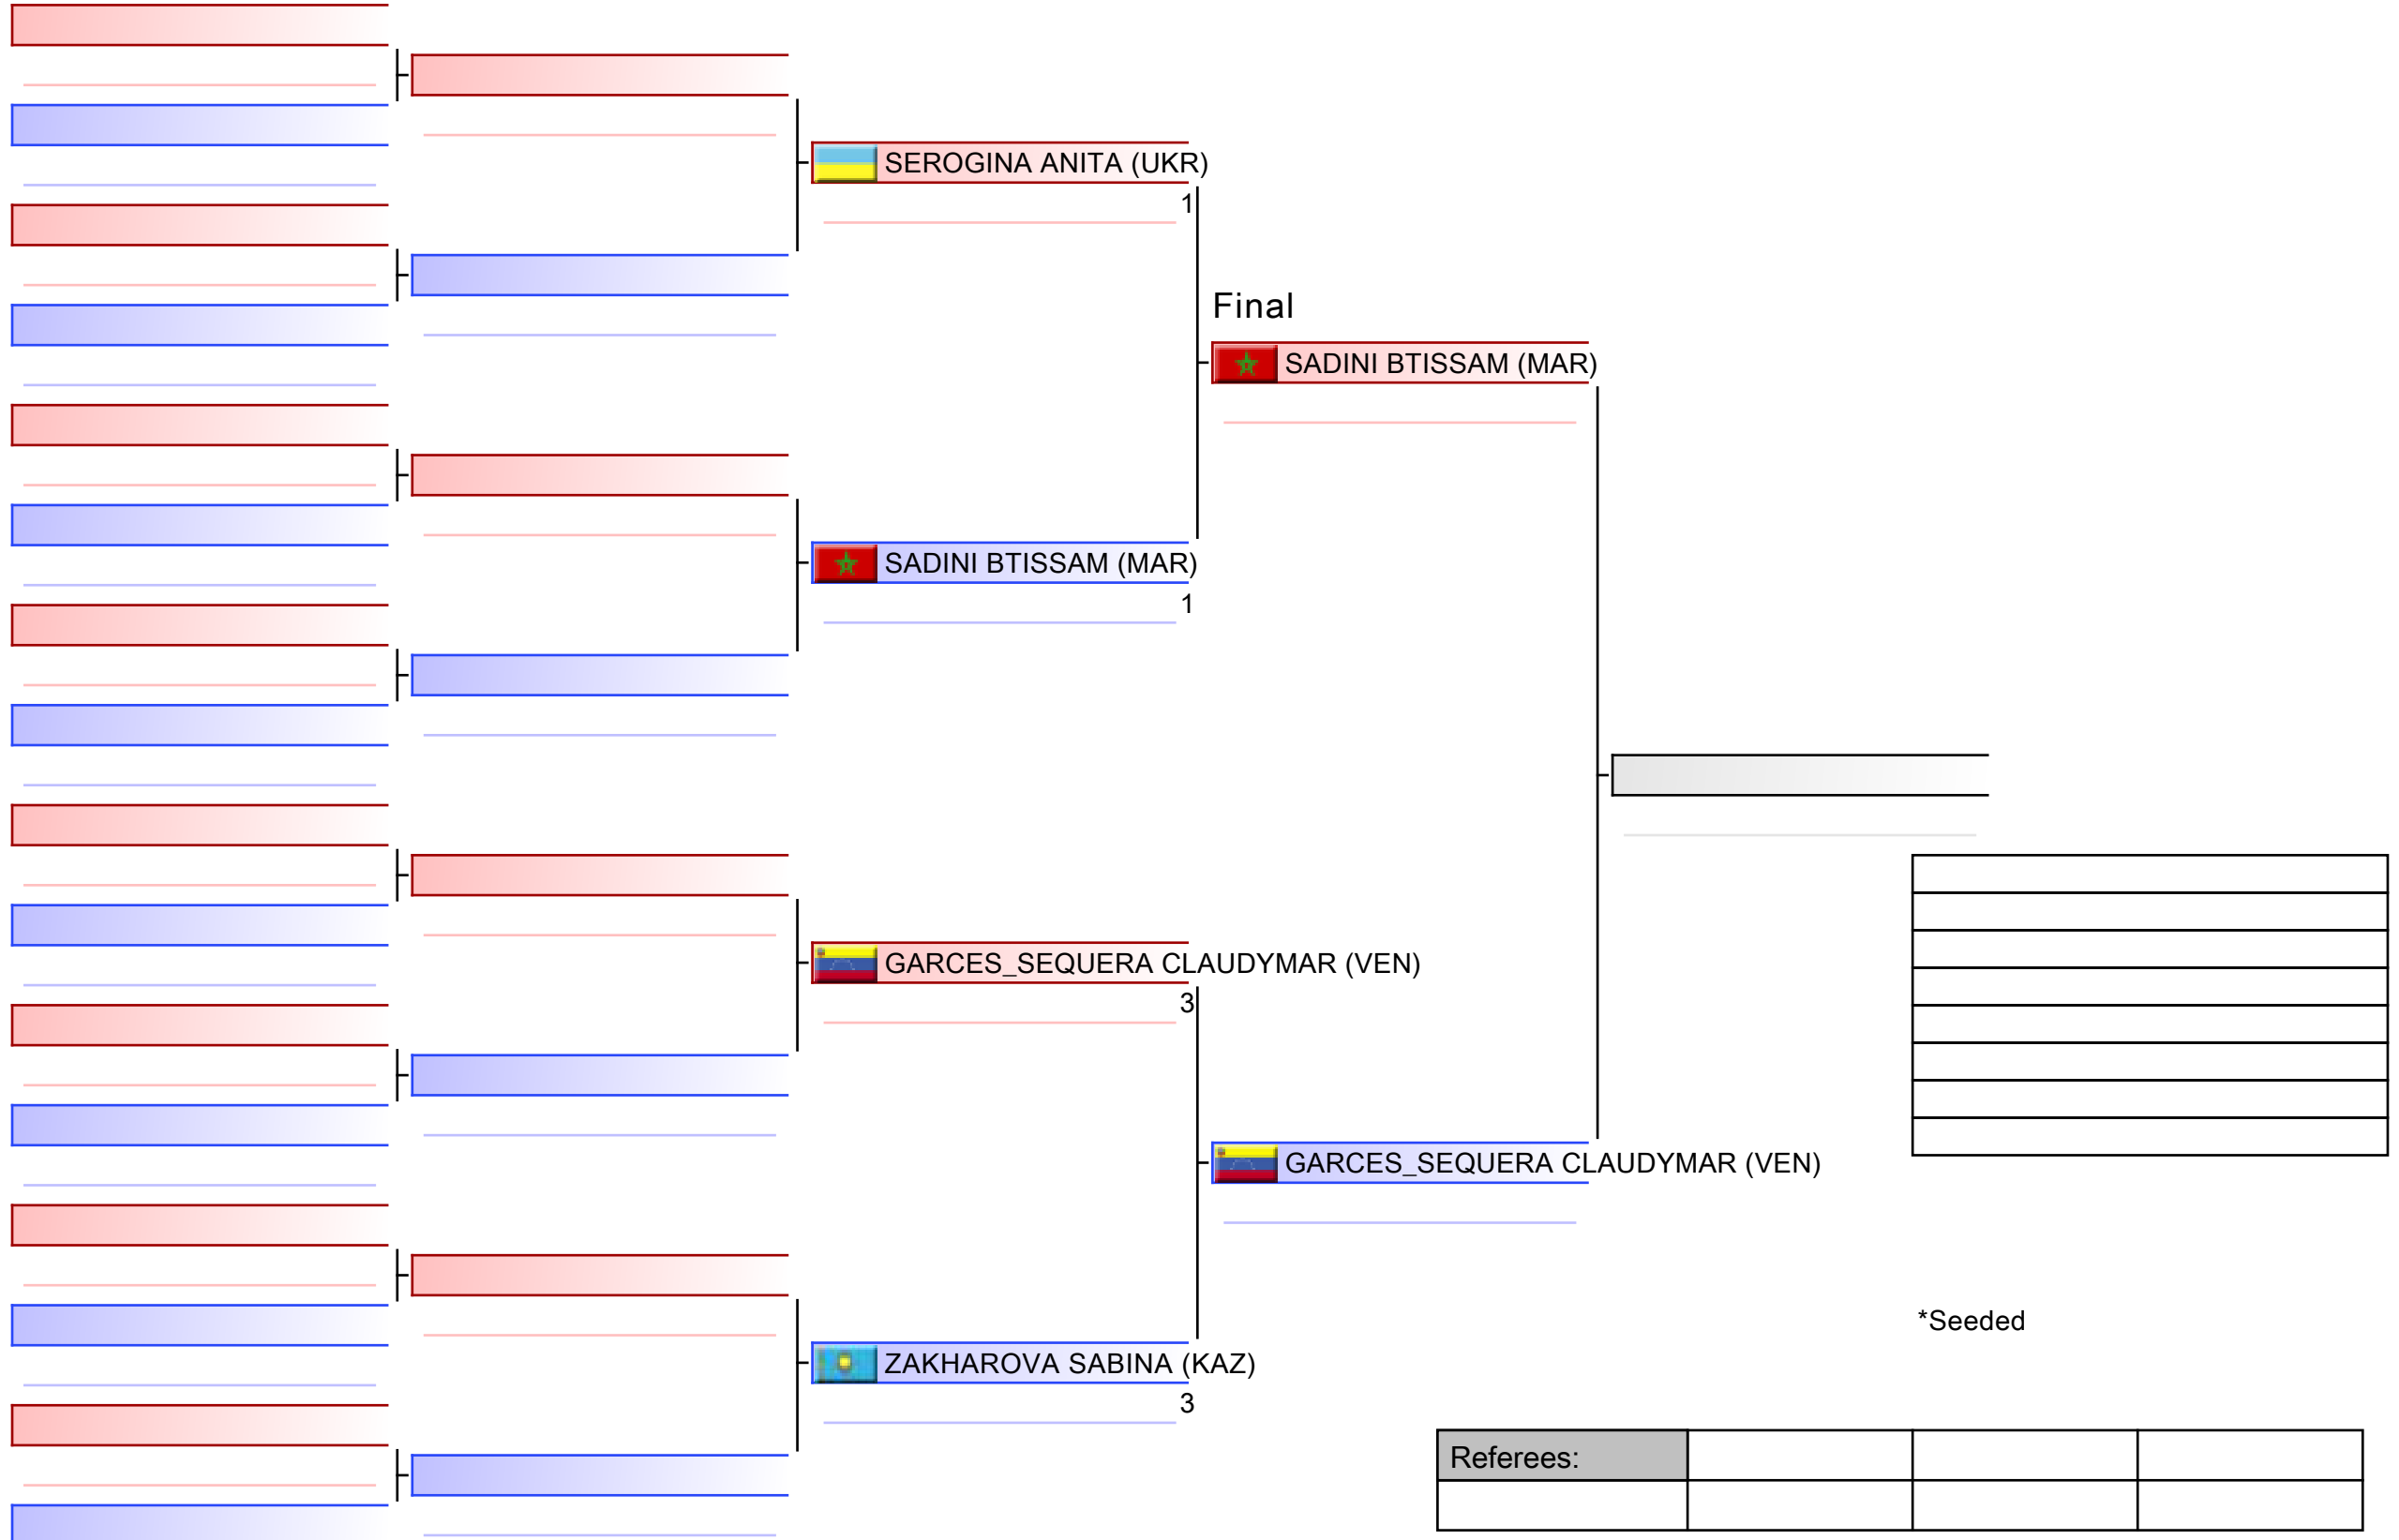 SEROGINA ANITA (UKR)
1
Final
SADINI BTISSAM (MAR)
SADINI BTISSAM (MAR)
1
GARCES_SEQUERA CLAUDYMAR (VEN)
3
GARCES_SEQUERA CLAUDYMAR (VEN)
*Seeded
ZAKHAROVA SABINA (KAZ)
3
Referees: